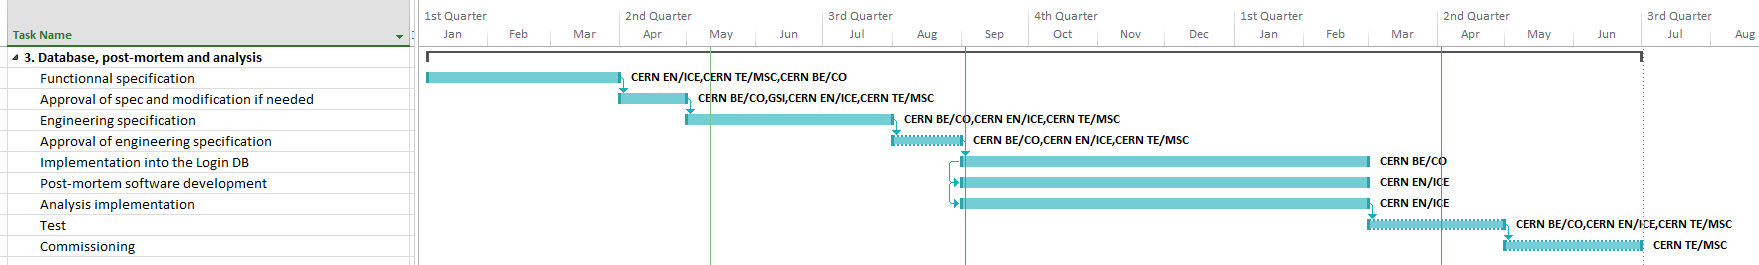 1st Quarter 2nd Quarter 3rd Quarter 4th Quarter 1st Quarter 2nd Quarter 3rd Quarter
Task Name Jan Feb Mar Apr May Jun Jul Aug Sep Oct Nov Dec Jan Feb Mar Apr May Jun Jul Aug
3. Database, post-mortem and analysis
Functionnal specification CERN EN/ICE,CERN TE/MSC,CERN BE/CO
Approval of spec and modification if needed CERN BE/CO,GSI,CERN EN/ICE,CERN TE/MSC
Engineering specification CERN BE/CO,CERN EN/ICE,CERN TE/MSC
Approval of engineering specification CERN BE/CO,CERN EN/ICE,CERN TE/MSC
Implementation into the Login DB CERN BE/CO
Post-mortem software development CERN EN/ICE
Analysis implementation CERN EN/ICE
Test CERN BE/CO,CERN EN/ICE,CERN TE/MSC
Commissioning CERN TE/MSC